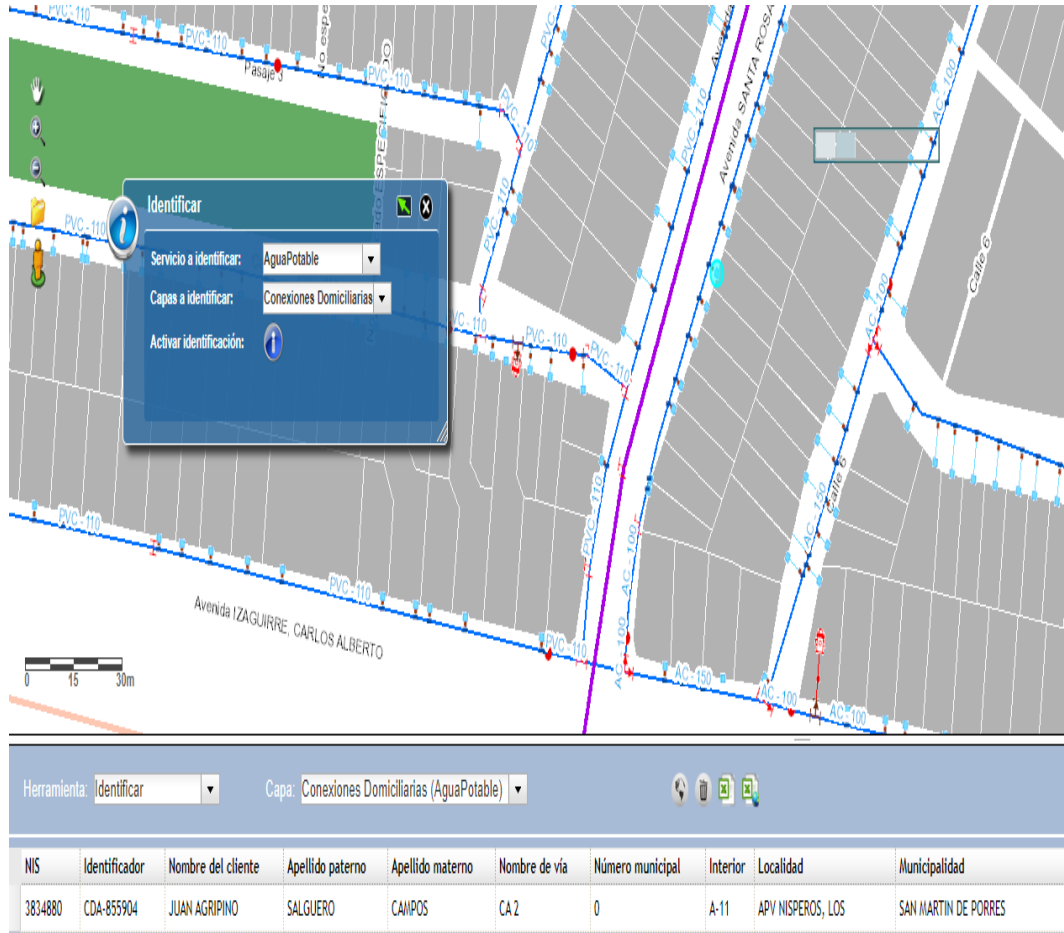 PVC - 110
PVC - 110
Pasaje 3
PVC - 110
No espe
PVC - 110
PVC - 110
PVC - 110
Avenida SANTA ROSA
AC - 100
Calle 6
PVC - 110
Identificar
Servicio a identificar: AguaPotable
Capas a identificar: Conexiones Domiciliarias
Activar identificación:
PVC - 110
PVC - 110
PVC - 110
AC - 100
PVC - 110
PVC - 110
AC - 100
AC - 150
Calle 6
PVC - 110
Avenida IZAGUIRRE, CARLOS ALBERTO
PVC - 110
AC - 100
AC - 150
AC - 100
AC - 100
0 15 30m
Herramienta: Identificar Capa: Conexiones Domiciliarias (AguaPotable)
NIS Identificador Nombre del cliente Apellido paterno Apellido materno Nombre de vía Número municipal Interior Localidad Municipalidad
3834880 CDA-855904 JUAN AGRIPINO SALGUERO CAMPOS CA 2 0 A-11 APV NISPEROS, LOS SAN MARTIN DE PORRES